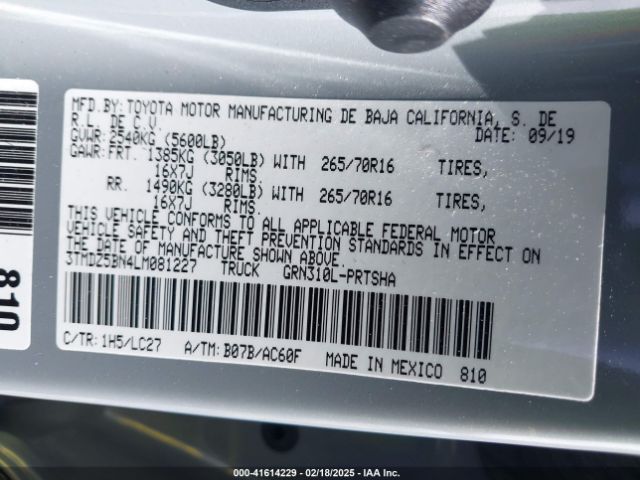 MFD.BY: TOYOTA MOTOR MANUFACTURING DE BAJA CALIFORNIA, S. DE
R.L. DE C.V. DATE: 09/19
GVWR: 2540KG (5600LB)
GAWR: FRT. 1385KG (3050LB) WITH 265/70R16 TIRES,
16X7J RIMS.
RR. 1490KG (3280LB) WITH 265/70R16 TIRES,
16X7J RIMS.
THIS VEHICLE CONFORMS TO ALL APPLICABLE FEDERAL MOTOR
VEHICLE SAFETY AND THEFT PREVENTION STANDARDS IN EFFECT ON
THE DATE OF MANUFACTURE SHOWN ABOVE.
3TMDZ5BN4LM081227 TRUCK GRN310L-PRTSHA
C/TR: 1H5/LC27 A/TM: B07B/AC60F MADE IN MEXICO 810
810
000-41614229 - 02/18/2025 - IAA Inc.